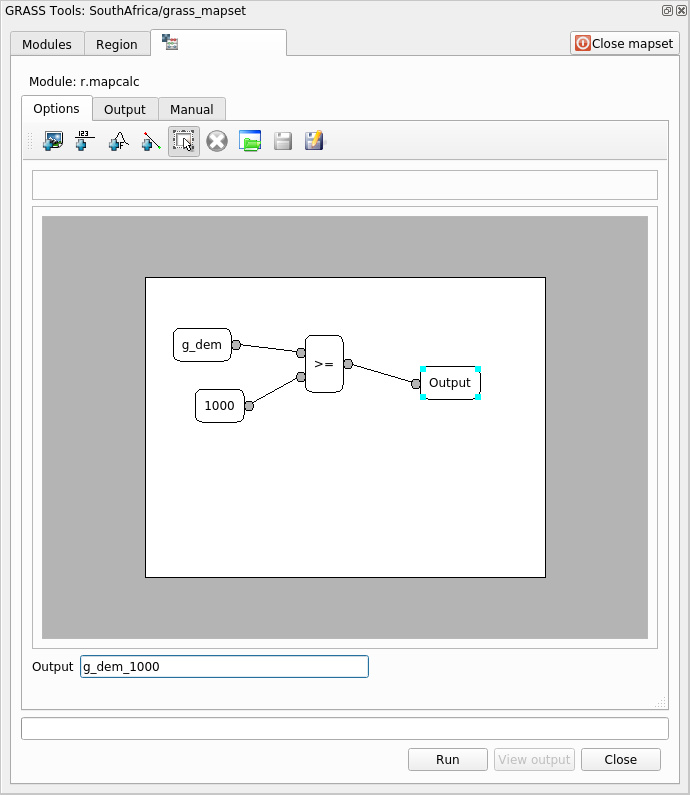 GRASS Tools: SouthAfrica/grass_mapset
Modules
Region
Close mapset
Module: r.mapcalc
Options
Output
Manual
123
F
g_dem
>=
Output
1000
Output
g_dem_1000
Run
View output
Close